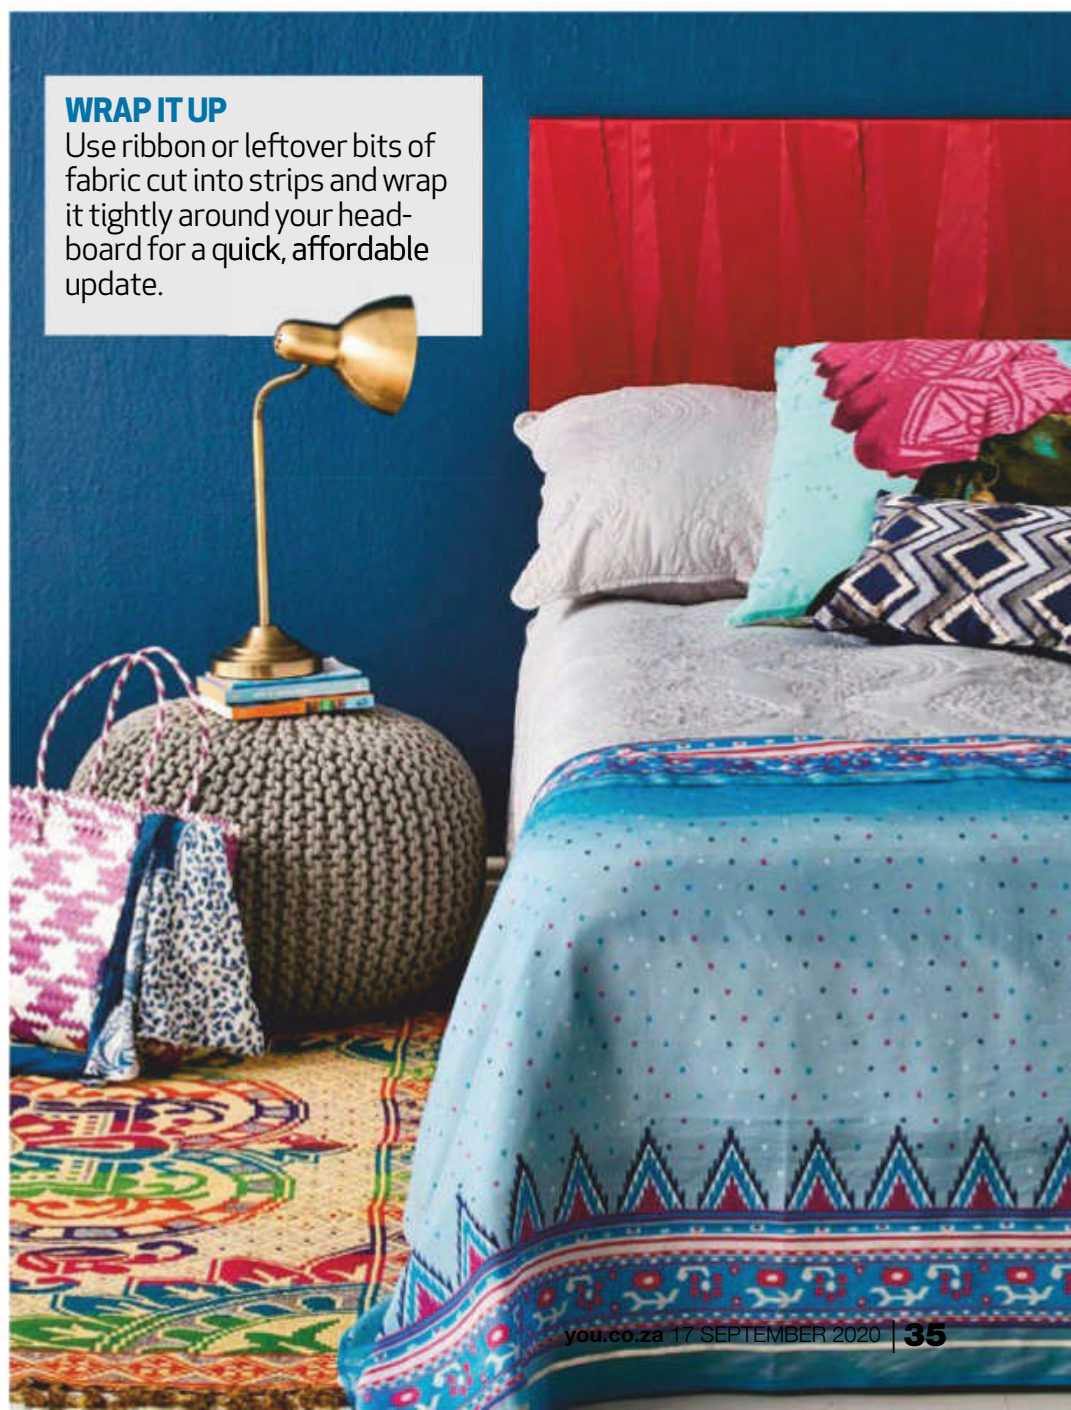 WRAP IT UP
Use ribbon or leftover bits of
fabric cut into strips and wrap
it tightly around your head-
board for a quick, affordable
update.
you.co.za 17 SEPTEMBER 2020 | 35